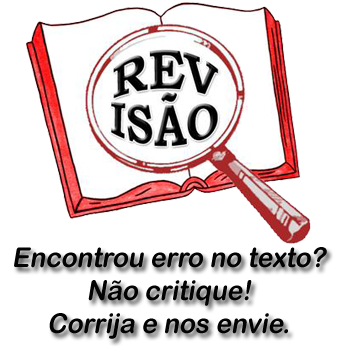 REV
ISÃO
Encontrou erro no texto?
Não critique!
Corrija e nos envie.